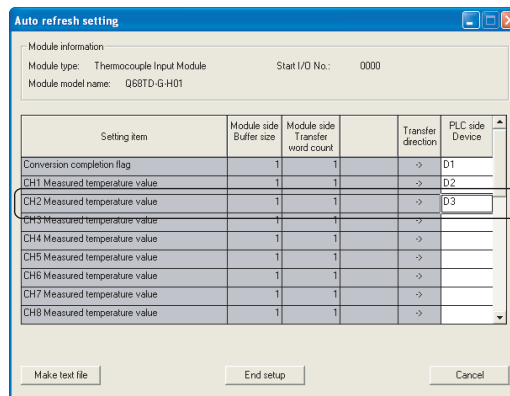 Auto refresh setting
Module information
Module type: Thermocouple Input Module Start I/O No.: 0000
Module model name: Q68TD-G-H01
Setting item Module side Buffer size Module side Transfer word count Transfer direction PLC side Device
Conversion completion flag 1 1 -> D1
CH1 Measured temperature value 1 1 -> D2
CH2 Measured temperature value 1 1 -> D3
CH3 Measured temperature value 1 1 ->
CH4 Measured temperature value 1 1 ->
CH5 Measured temperature value 1 1 ->
CH6 Measured temperature value 1 1 ->
CH7 Measured temperature value 1 1 ->
CH8 Measured temperature value 1 1 ->
Make text file End setup Cancel